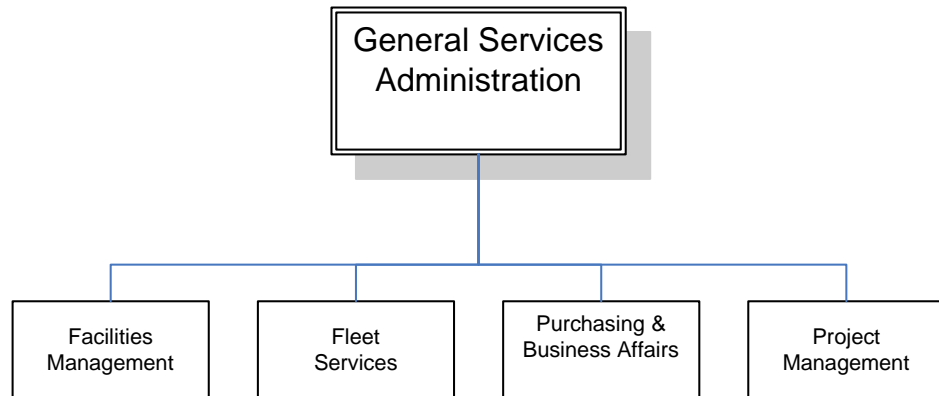 General Services
Administration
Facilities
Management
Fleet
Services
Purchasing &
Business Affairs
Project
Management